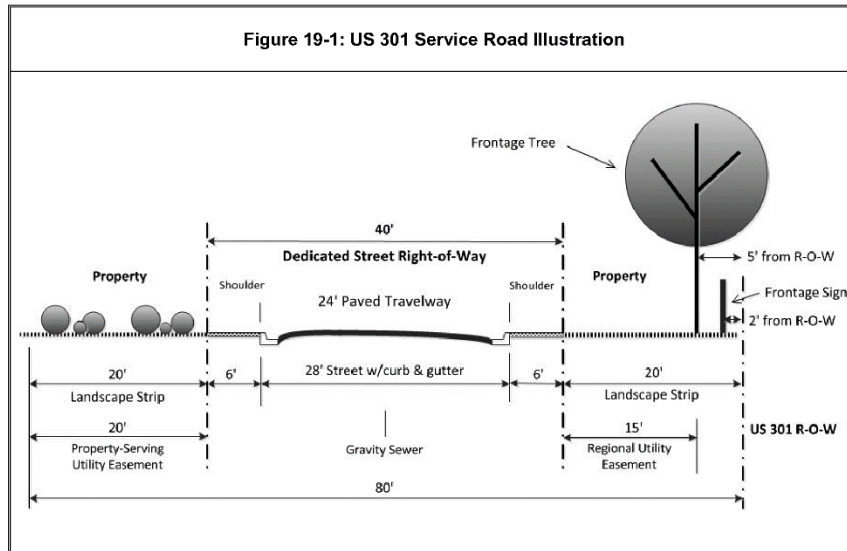 Figure 19-1: US 301 Service Road Illustration
Frontage Tree
40'
Dedicated Street Right-of-Way
5' from R-O-W
Property
Shoulder
Shoulder
Property
24' Paved Travelway
Frontage Sign
2' from R-O-W
20'
6'
28' Street w/curb & gutter
6'
20'
Landscape Strip
Landscape Strip
US 301 R-O-W
20'
15'
Property-Serving
Utility Easement
Gravity Sewer
Regional Utility
Easement
80'